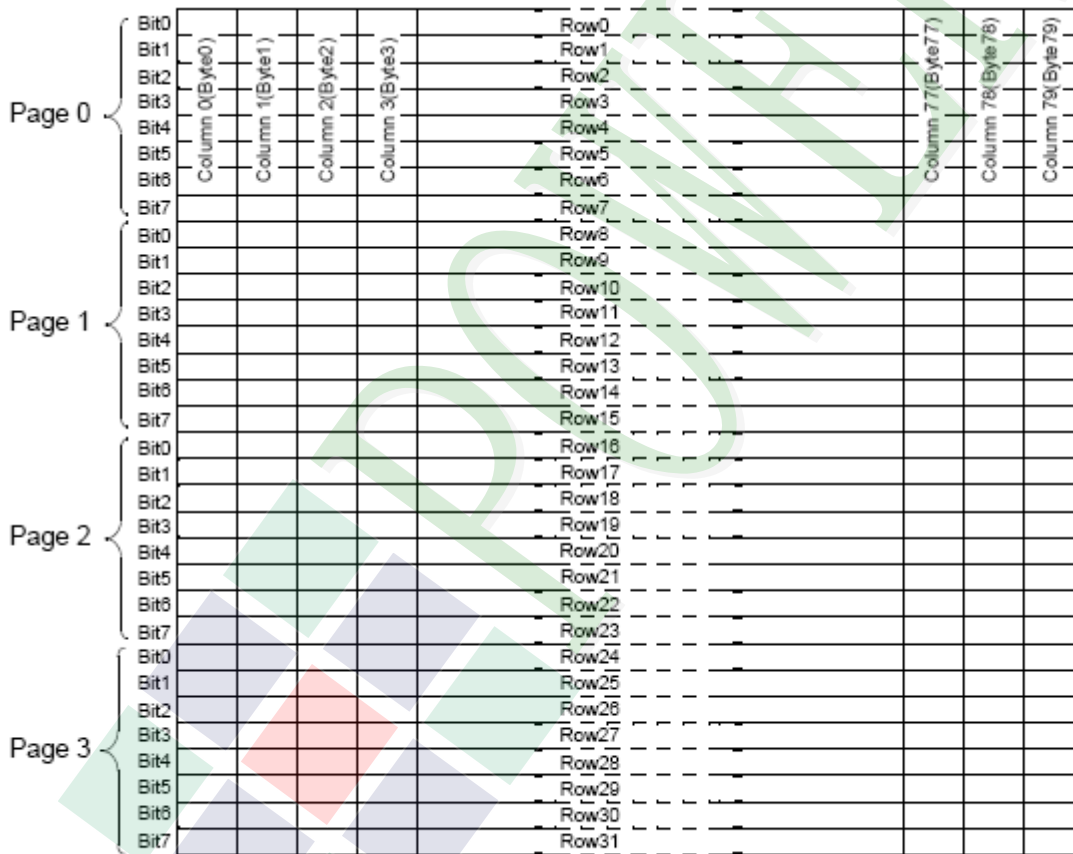 Bit0 Row0
Bit1 Row1
Bit2 Row2
Page 0 Bit3 Row3
Bit4 Row4
Bit5 Row5
Bit6 Row6
Bit7 Row7
Column 0(Byte0)
Column 1(Byte1)
Column 2(Byte2)
Column 3(Byte3)
Column 77(Byte77)
Column 78(Byte78)
Column 79(Byte79)
Bit0 Row8
Bit1 Row9
Bit2 Row10
Page 1 Bit3 Row11
Bit4 Row12
Bit5 Row13
Bit6 Row14
Bit7 Row15
Bit0 Row16
Bit1 Row17
Bit2 Row18
Page 2 Bit3 Row19
Bit4 Row20
Bit5 Row21
Bit6 Row22
Bit7 Row23
Bit0 Row24
Bit1 Row25
Bit2 Row26
Page 3 Bit3 Row27
Bit4 Row28
Bit5 Row29
Bit6 Row30
Bit7 Row31